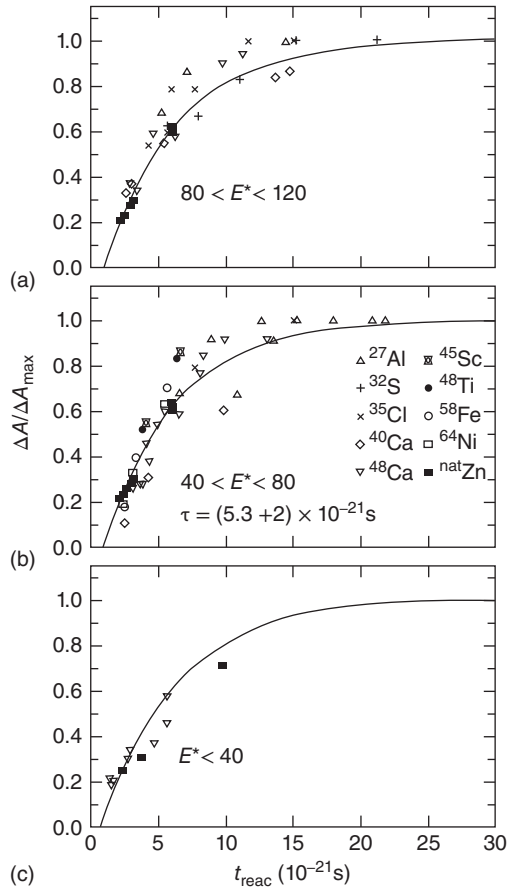 1.0
0.8
0.6
0.4
0.2
0.0
80 < E* < 120
(a)
1.0
0.8
0.6
0.4
0.2
0.0
ΔA/ΔA_max
²⁷Al
³²S
³⁵Cl
⁴⁰Ca
⁴⁸Ca
⁴⁵Sc
⁴⁸Ti
⁵⁸Fe
⁶⁴Ni
ⁿᵃᵗZn
40 < E* < 80
τ = (5.3 +2) × 10⁻²¹s
(b)
1.0
0.8
0.6
0.4
0.2
0.0
E* < 40
0 5 10 15 20 25 30
(c)
t_reac (10⁻²¹s)